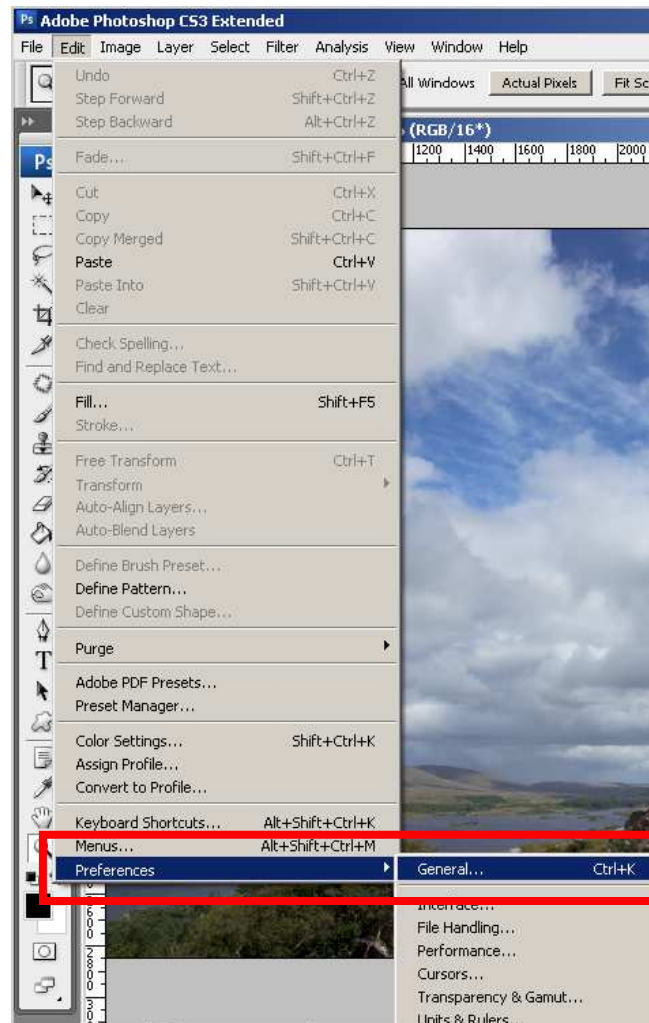 Ps Adobe Photoshop CS3 Extended
File Edit Image Layer Select Filter Analysis View Window Help
All Windows Actual Pixels Fit Sc
(RGB/16*)
Ps
1200 1400 1600 1800 2000
Undo Ctrl+Z
Step Forward Shift+Ctrl+Z
Step Backward Alt+Ctrl+Z
Fade... Shift+Ctrl+F
Cut Ctrl+X
Copy Ctrl+C
Copy Merged Shift+Ctrl+C
Paste Ctrl+V
Paste Into Shift+Ctrl+V
Clear
Check Spelling...
Find and Replace Text...
Fill... Shift+F5
Stroke...
Free Transform Ctrl+T
Transform
Auto-Align Layers...
Auto-Blend Layers
Define Brush Preset...
Define Pattern...
Define Custom Shape...
Purge
Adobe PDF Presets...
Preset Manager...
Color Settings... Shift+Ctrl+K
Assign Profile...
Convert to Profile...
Keyboard Shortcuts... Alt+Shift+Ctrl+K
Menus... Alt+Shift+Ctrl+M
Preferences
General... Ctrl+K
Interface...
File Handling...
Performance...
Cursors...
Transparency & Gamut...
Units & Rulers...
T